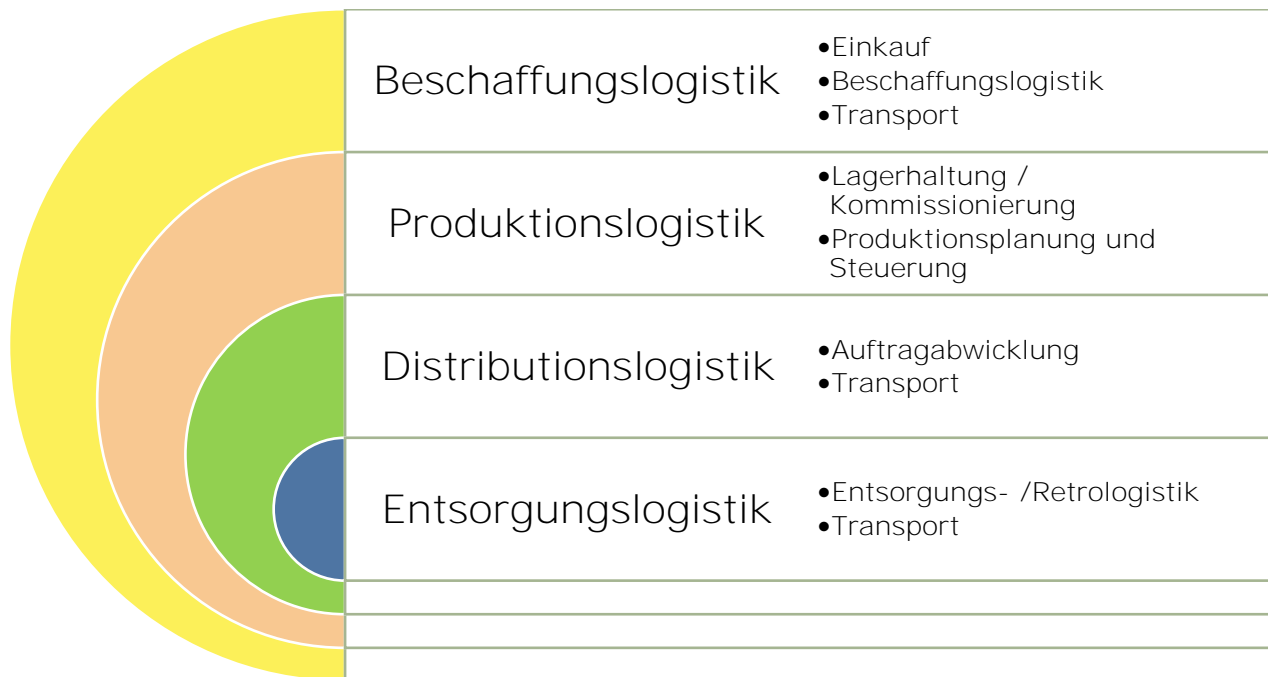 Beschaffungslogistik
•Einkauf
•Beschaffungslogistik
•Transport
Produktionslogistik
•Lagerhaltung /
Kommissionierung
•Produktionsplanung und
Steuerung
Distributionslogistik
•Auftragabwicklung
•Transport
Entsorgungslogistik
•Entsorgungs- /Retrologistik
•Transport